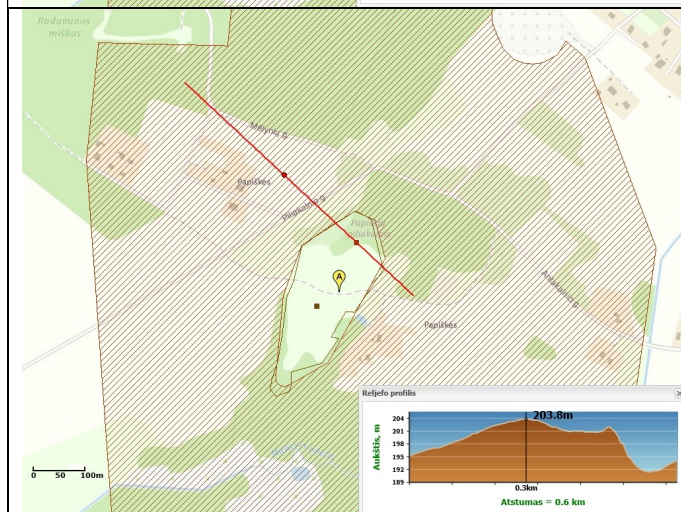 Rudaminos
miškas
Mėlynių g.
Papiškės
Piliakalnio g.
Papiškių
piliakalnis
A
Antakalnio g.
Papiškės
0 50 100m
Reljefo profilis
203.8m
Aukštis, m
204
201
198
195
192
189
0.3km
Atstumas = 0.6 km